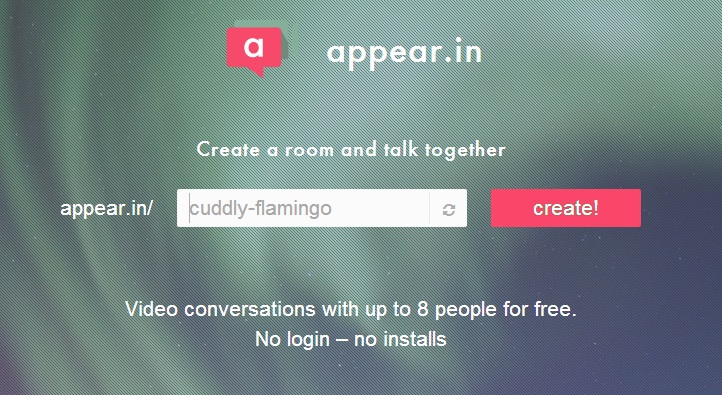 a appear.in
Create a room and talk together
appear.in/ cuddly-flamingo create!
Video conversations with up to 8 people for free.
No login – no installs